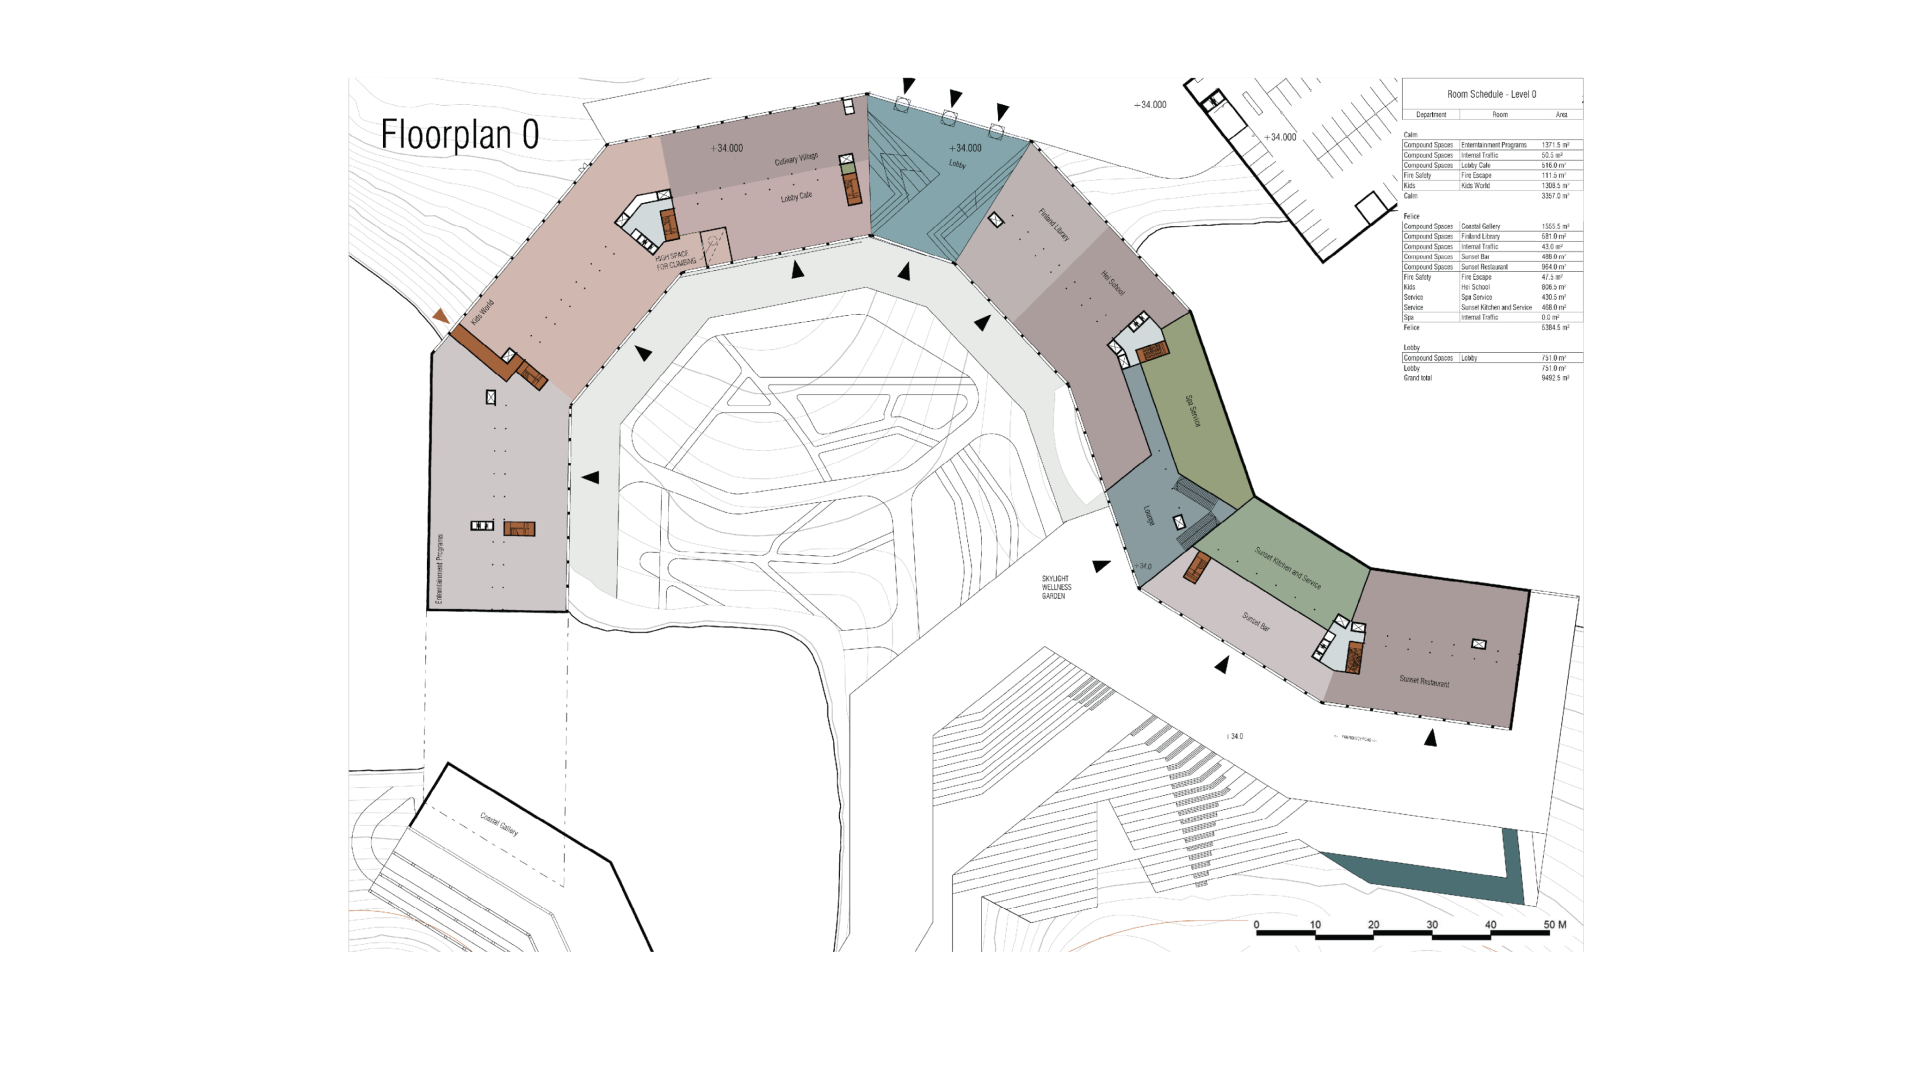 Floorplan 0
+34.000
+34.000
+34.000
+34.000
Culinary Village
Lobby Cafe
Lobby
Finland Library
Hei School
HIGH SPACE
FOR CLIMBING
Kids World
Spa Service
Lounge
Entertainment Programs
+34.0
SKYLIGHT
WELLNESS
GARDEN
Sunset Kitchen and Service
Sunset Bar
Sunset Restaurant
34.0
Coastal Gallery
0 10 20 30 40 50 M
Room Schedule - Level 0
Department Room Area
Calm
Compound Spaces Enterntainment Programs 1371.5 m²
Compound Spaces Internal Traffic 50.5 m²
Compound Spaces Lobby Cafe 516.0 m²
Fire Safety Fire Escape 111.5 m²
Kids Kids World 1308.5 m²
Calm 3357.0 m²
Felice
Compound Spaces Coastal Gallery 1555.5 m²
Compound Spaces Finland Library 581.0 m²
Compound Spaces Internal Traffic 43.0 m²
Compound Spaces Sunset Bar 488.0 m²
Compound Spaces Sunset Restaurant 964.0 m²
Fire Safety Fire Escape 47.5 m²
Kids Hei School 806.5 m²
Service Spa Service 430.5 m²
Service Sunset Kitchen and Service 468.0 m²
Spa Internal Traffic 0.0 m²
Felice 5384.5 m²
Lobby
Compound Spaces Lobby 751.0 m²
Lobby 751.0 m²
Grand total 9492.5 m²